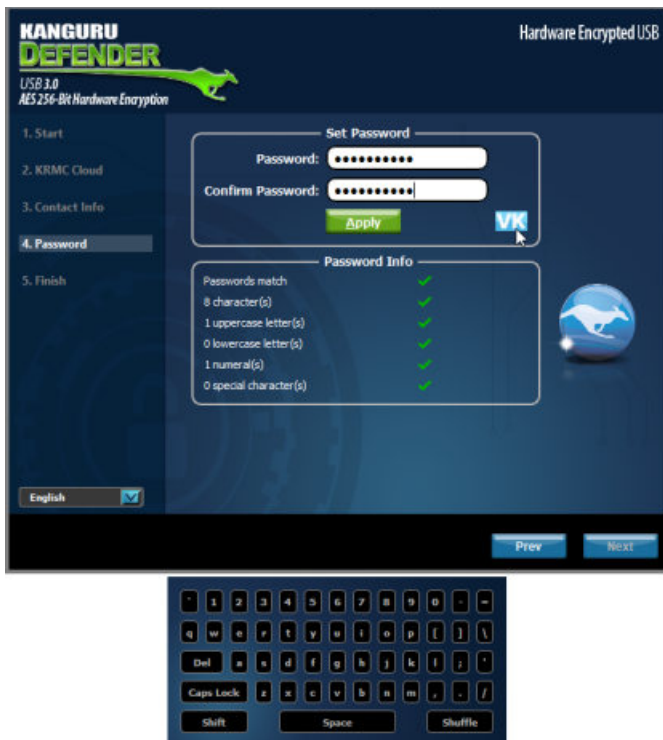 KANGURU
DEFENDER
USB 3.0
AES 256-Bit Hardware Encryption
Hardware Encrypted USB
1. Start
2. KRMC Cloud
3. Contact Info
4. Password
5. Finish
Set Password
Password: ●●●●●●●●●●
Confirm Password: ●●●●●●●●●●
Apply
VK
Password Info
Passwords match
8 character(s)
1 uppercase letter(s)
0 lowercase letter(s)
1 numeral(s)
0 special character(s)
English
Prev Next
` 1 2 3 4 5 6 7 8 9 0 - =
q w e r t y u i o p [ ] \
Del a s d f g h j k l ; '
Caps Lock z x c v b n m , . /
Shift Space Shuffle